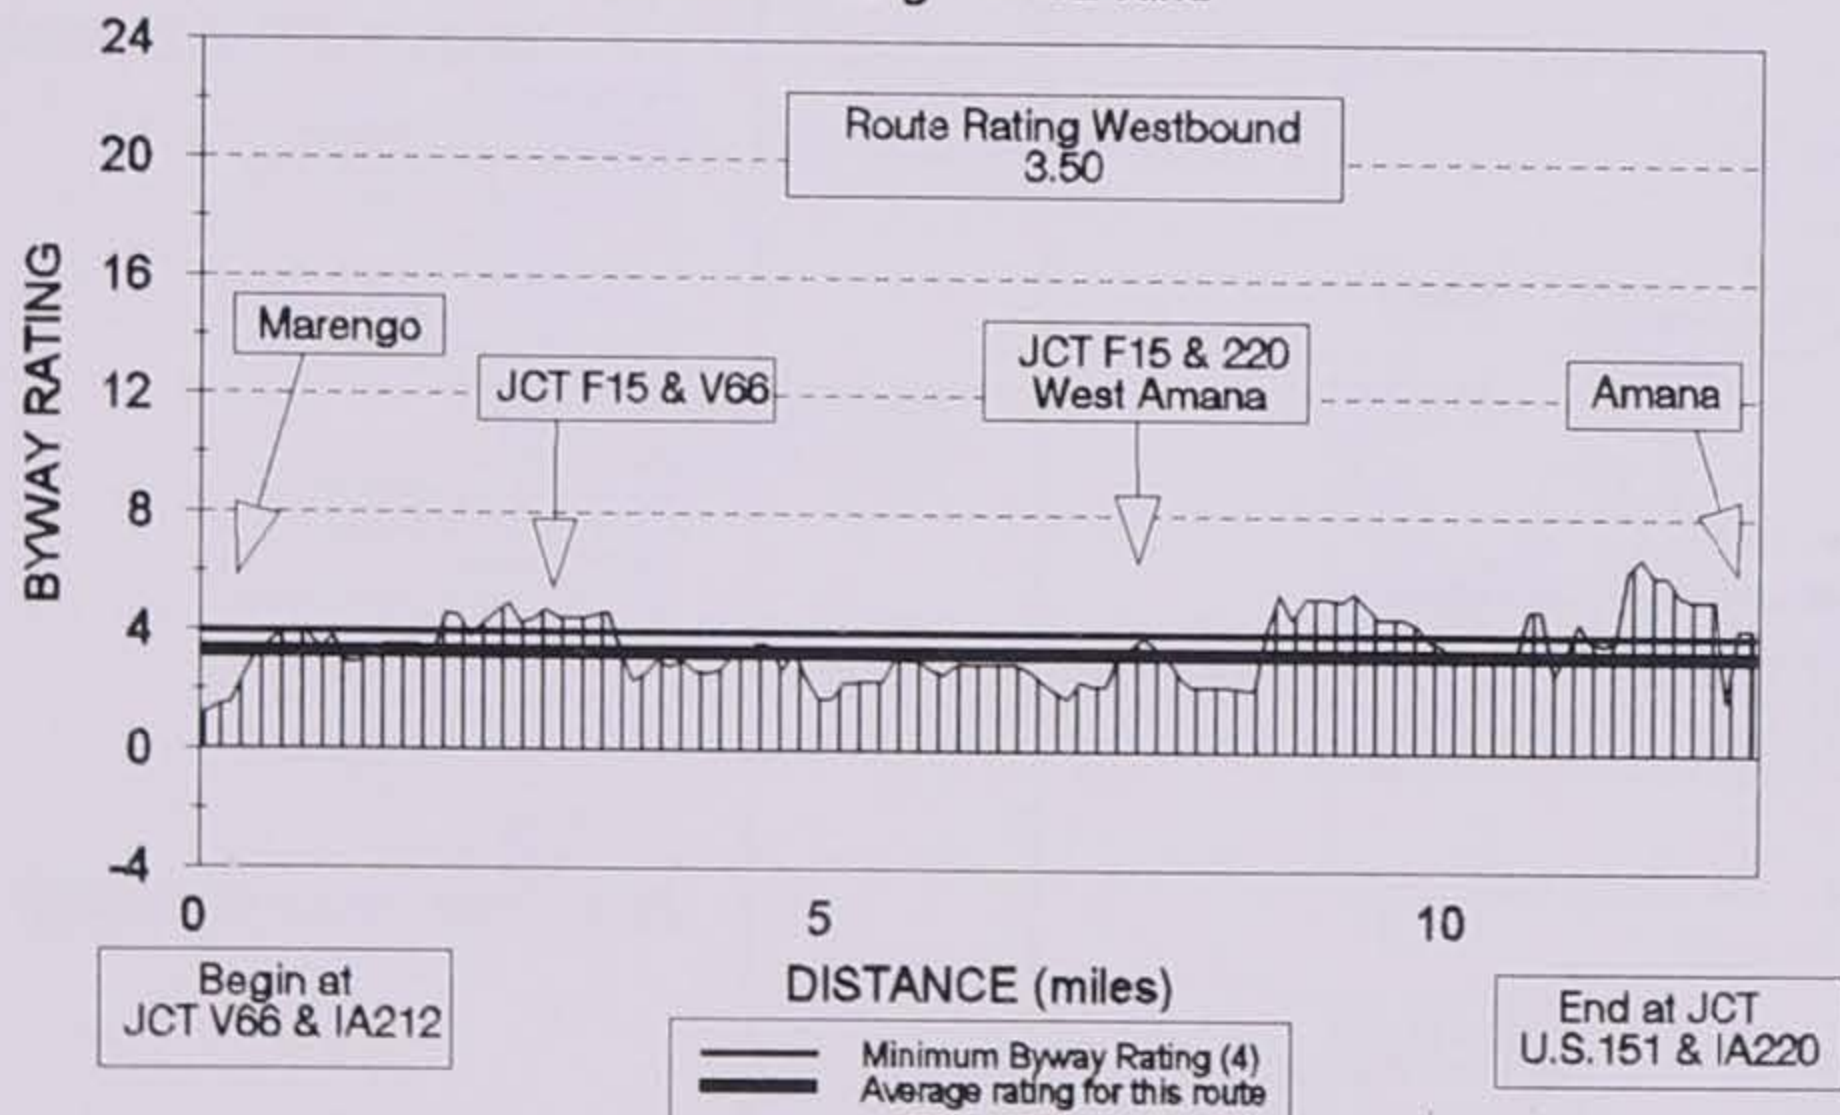 24
20
16
12
8
4
0
-4
BYWAY RATING
Route Rating Westbound
3.50
Marengo
JCT F15 & V66
JCT F15 & 220
West Amana
Amana
0
5
10
DISTANCE (miles)
Begin at
JCT V66 & IA212
End at JCT
U.S.151 & IA220
Minimum Byway Rating (4)
Average rating for this route